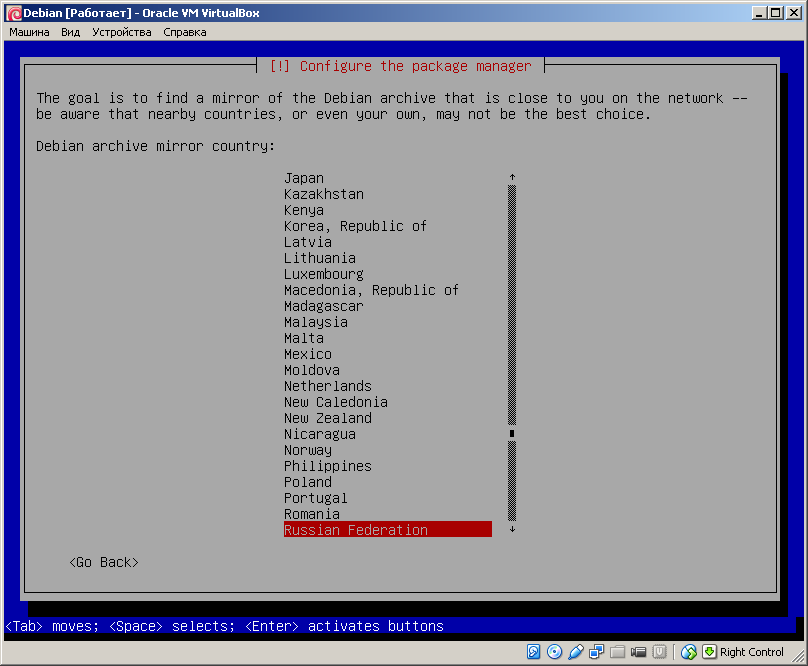 Debian [Работает] - Oracle VM VirtualBox
Машина Вид Устройства Справка
[!] Configure the package manager
The goal is to find a mirror of the Debian archive that is close to you on the network --
be aware that nearby countries, or even your own, may not be the best choice.
Debian archive mirror country:
Japan
Kazakhstan
Kenya
Korea, Republic of
Latvia
Lithuania
Luxembourg
Macedonia, Republic of
Madagascar
Malaysia
Malta
Mexico
Moldova
Netherlands
New Caledonia
New Zealand
Nicaragua
Norway
Philippines
Poland
Portugal
Romania
Russian Federation
<Go Back>
<Tab> moves; <Space> selects; <Enter> activates buttons
Right Control